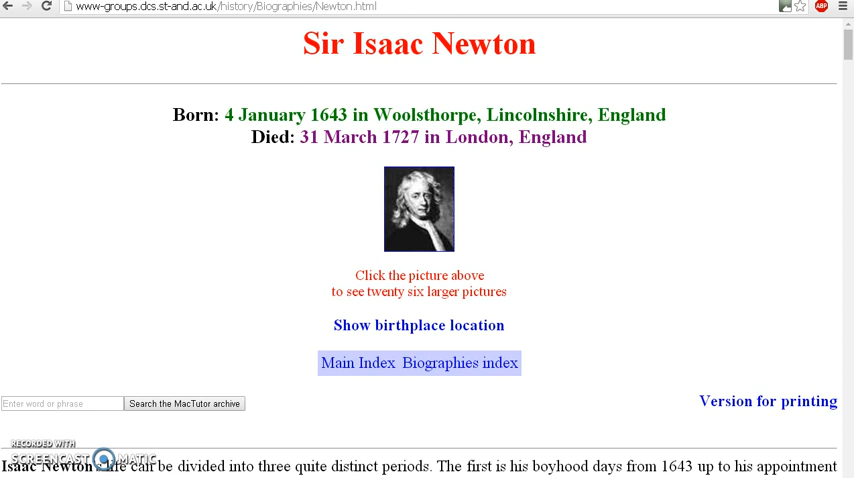 www-groups.dcs.st-and.ac.uk/history/Biographies/Newton.html
ABP
Sir Isaac Newton
Born: 4 January 1643 in Woolsthorpe, Lincolnshire, England
Died: 31 March 1727 in London, England
Click the picture above
to see twenty six larger pictures
Show birthplace location
Main Index Biographies index
Enter word or phrase Search the MacTutor archive
Version for printing
RECORDED WITH
SCREENCAST MATIC
Isaac Newton's life can be divided into three quite distinct periods. The first is his boyhood days from 1643 up to his appointment